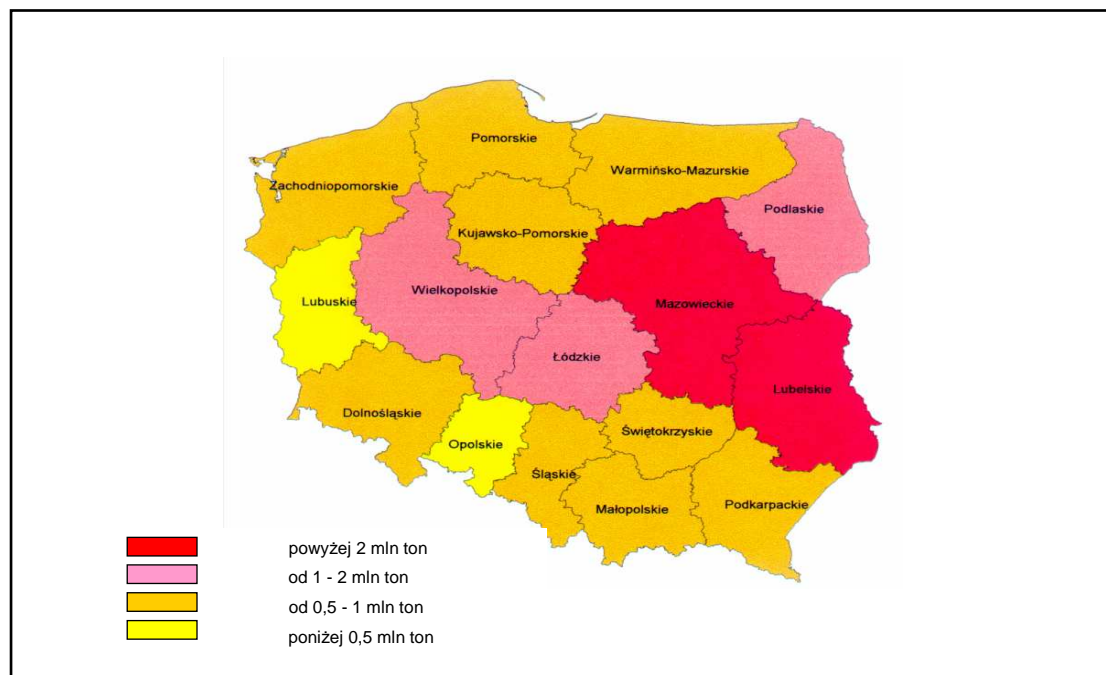 Pomorskie
Warmińsko-Mazurskie
Zachodniopomorskie
Podlaskie
Kujawsko-Pomorskie
Wielkopolskie
Lubuskie
Mazowieckie
Łódzkie
Lubelskie
Dolnośląskie
Świętokrzyskie
Opolskie
Śląskie
Małopolskie
Podkarpackie
powyżej 2 mln ton
od 1 - 2 mln ton
od 0,5 - 1 mln ton
poniżej 0,5 mln ton